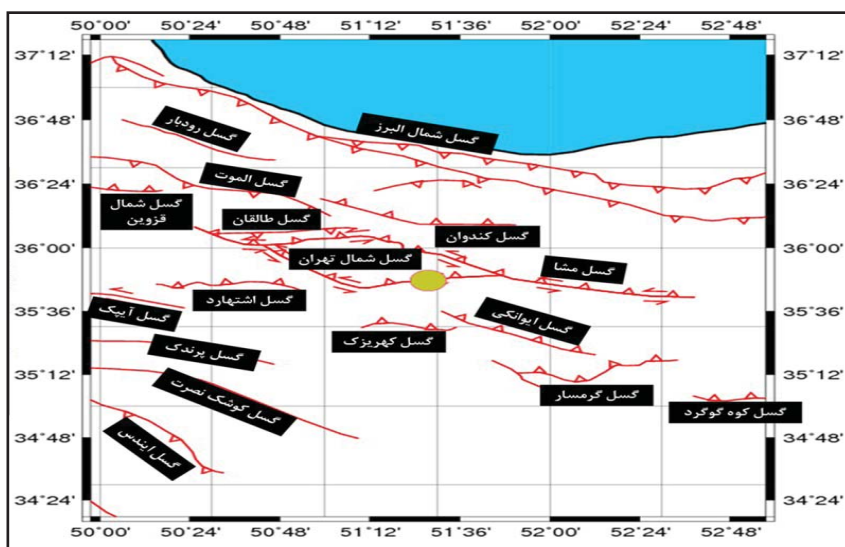 50°00' 50°24' 50°48' 51°12' 51°36' 52°00' 52°24' 52°48'
37°12' 37°12'
36°48' 36°48'
36°24' 36°24'
36°00' 36°00'
35°36' 35°36'
35°12' 35°12'
34°48' 34°48'
34°24' 34°24'
گسل رودبار
گسل شمال البرز
گسل الموت
گسل شمال
قزوین
گسل طالقان
گسل کندوان
گسل شمال تهران
گسل مشا
گسل اشتهارد
گسل آیپک
گسل ایوانکی
گسل کهریزک
گسل پرندک
گسل گرمسار
گسل کوشک نصرت
گسل کوه گوگرد
گسل ایندس
50°00' 50°24' 50°48' 51°12' 51°36' 52°00' 52°24' 52°48'